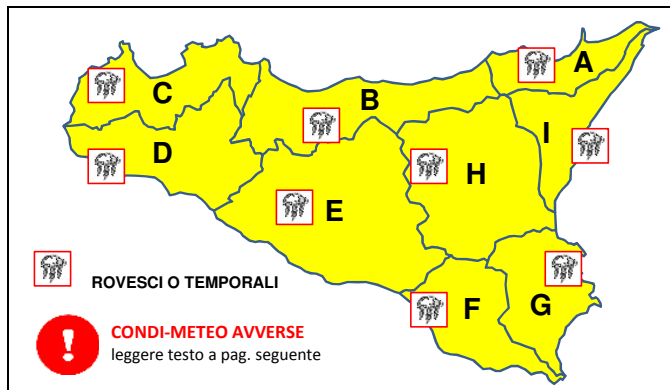 A
B
C
I
D
H
E
F
G
ROVESCI O TEMPORALI
CONDI-METEO AVVERSE
leggere testo a pag. seguente